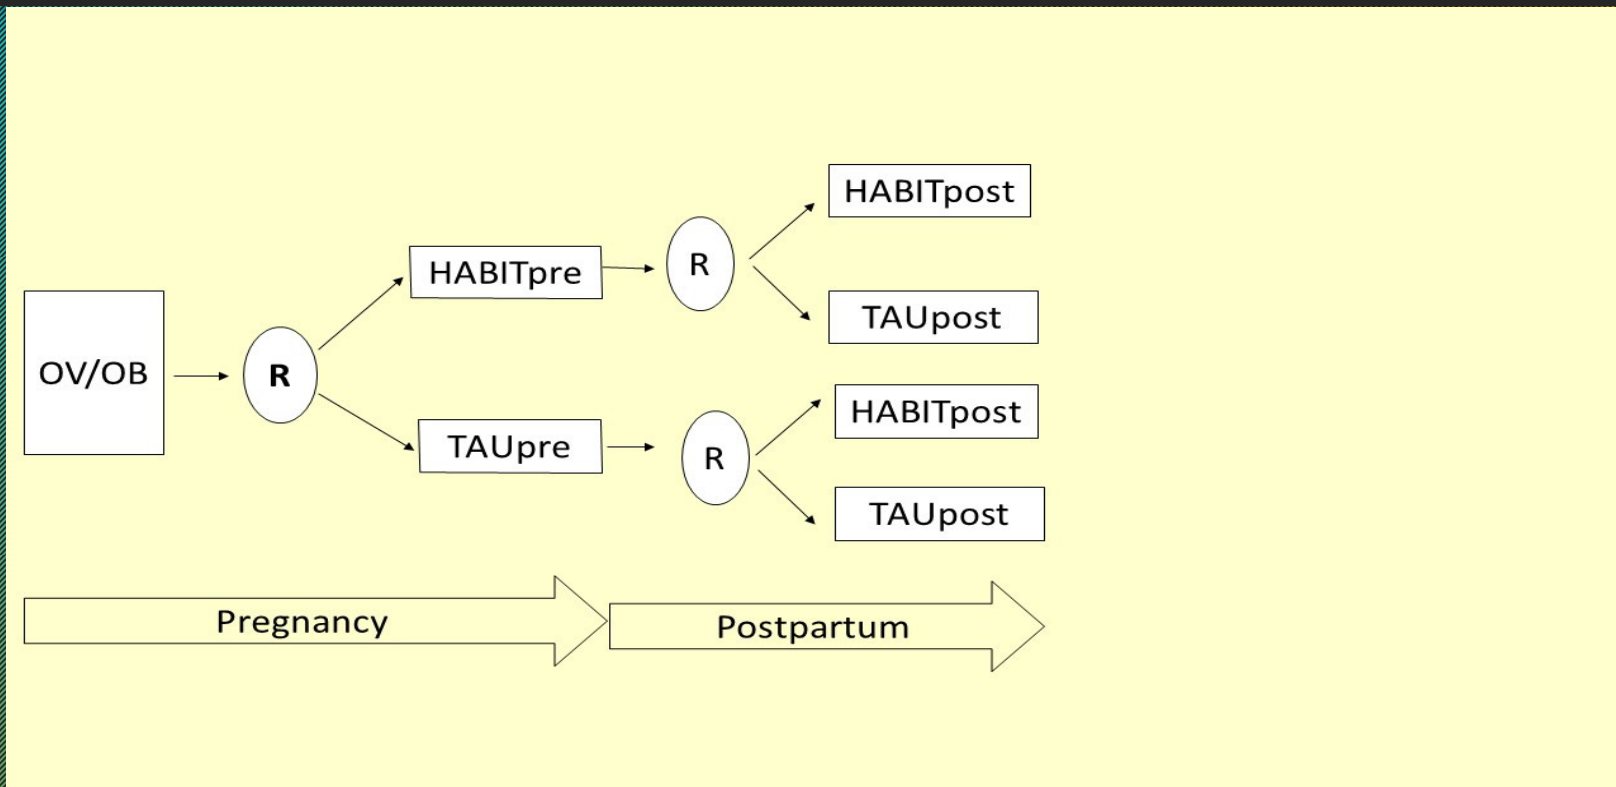 OV/OB
R
HABITpre
TAUpre
R
HABITpost
TAUpost
R
HABITpost
TAUpost
Pregnancy
Postpartum